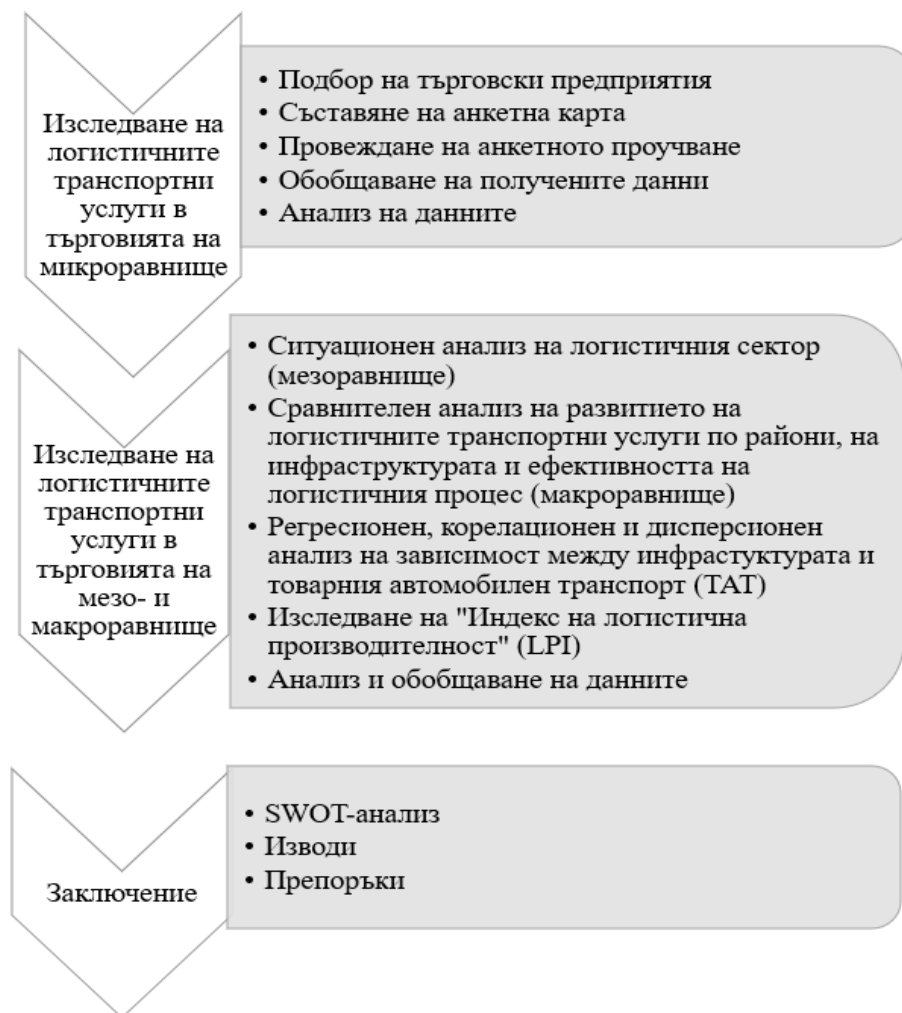 Изследване на
логистичните
транспортни
услуги в
търговията на
микроравнище
• Подбор на търговски предприятия
• Съставяне на анкетна карта
• Провеждане на анкетното проучване
• Обобщаване на получените данни
• Анализ на данните
Изследване на
логистичните
транспортни
услуги в
търговията на
мезо- и
макроравнище
• Ситуационен анализ на логистичния сектор
(мезоравнище)
• Сравнителен анализ на развитието на
логистичните транспортни услуги по райони, на
инфраструктурата и ефективността на
логистичния процес (макроравнище)
• Регресионен, корелационен и дисперсионен
анализ на зависимост между инфрастуктурата и
товарния автомобилен транспорт (ТАТ)
• Изследване на "Индекс на логистична
производителност" (LPI)
• Анализ и обобщаване на данните
Заключение
• SWOT-анализ
• Изводи
• Препоръки